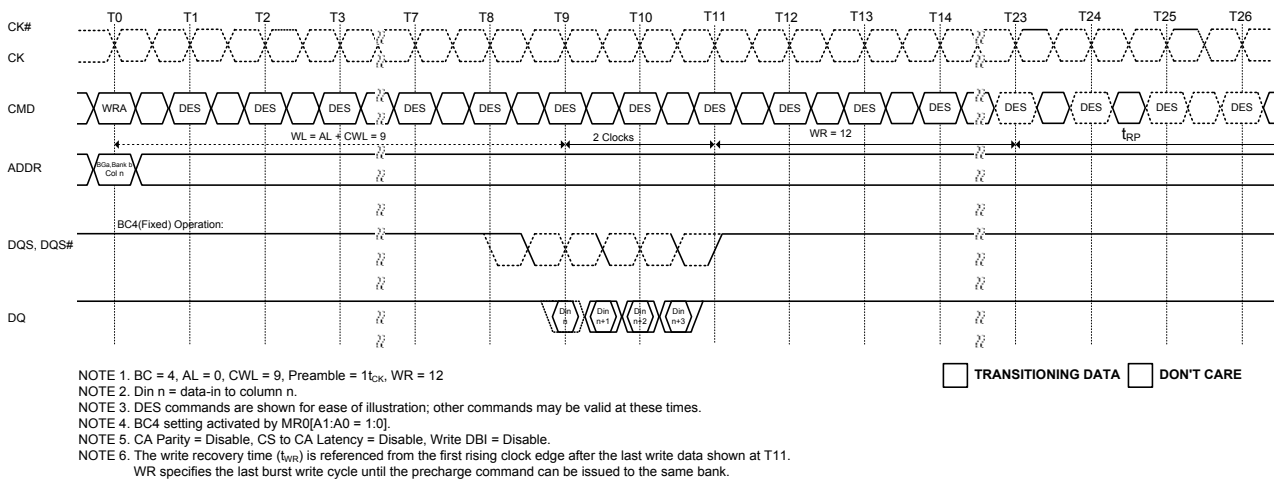 T0 T1 T2 T3 T7 T8 T9 T10 T11 T12 T13 T14 T23 T24 T25 T26
CK#
CK
CMD WRA DES DES DES DES DES DES DES DES DES DES DES DES DES DES DES
WL = AL + CWL = 9 2 Clocks WR = 12 tRP
ADDR BGa,Bank b
Col n
BC4(Fixed) Operation:
DQS, DQS#
DQ Din n Din n+1 Din n+2 Din n+3
NOTE 1. BC = 4, AL = 0, CWL = 9, Preamble = 1tCK, WR = 12
NOTE 2. Din n = data-in to column n.
NOTE 3. DES commands are shown for ease of illustration; other commands may be valid at these times.
NOTE 4. BC4 setting activated by MR0[A1:A0 = 1:0].
NOTE 5. CA Parity = Disable, CS to CA Latency = Disable, Write DBI = Disable.
NOTE 6. The write recovery time (tWR) is referenced from the first rising clock edge after the last write data shown at T11.
WR specifies the last burst write cycle until the precharge command can be issued to the same bank.
TRANSITIONING DATA DON'T CARE